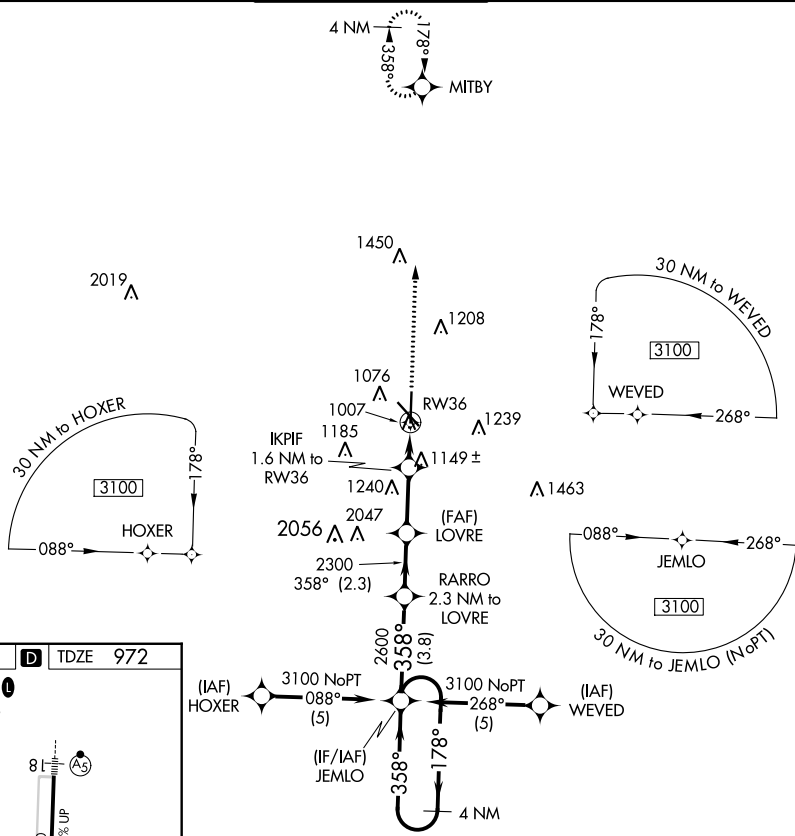 4 NM
178°
358°
MITBY
1450
2019
1208
30 NM to WEVED
178°
3100
WEVED
268°
1076
RW36
1007
1239
1185
IKPIF
1.6 NM to
RW36
1149 ±
1240
1463
30 NM to HOXER
178°
3100
HOXER
088°
2056
2047
(FAF)
LOVRE
2300
358° (2.3)
RARRO
2.3 NM to
LOVRE
088°
268°
JEMLO
3100
30 NM to JEMLO (NoPT)
2600
358°
(3.8)
D TDZE 972
L
(IAF)
HOXER
3100 NoPT
088°
(5)
3100 NoPT
268°
(5)
(IAF)
WEVED
(IF/IAF)
JEMLO
358°
178°
4 NM
18
A5
% UP